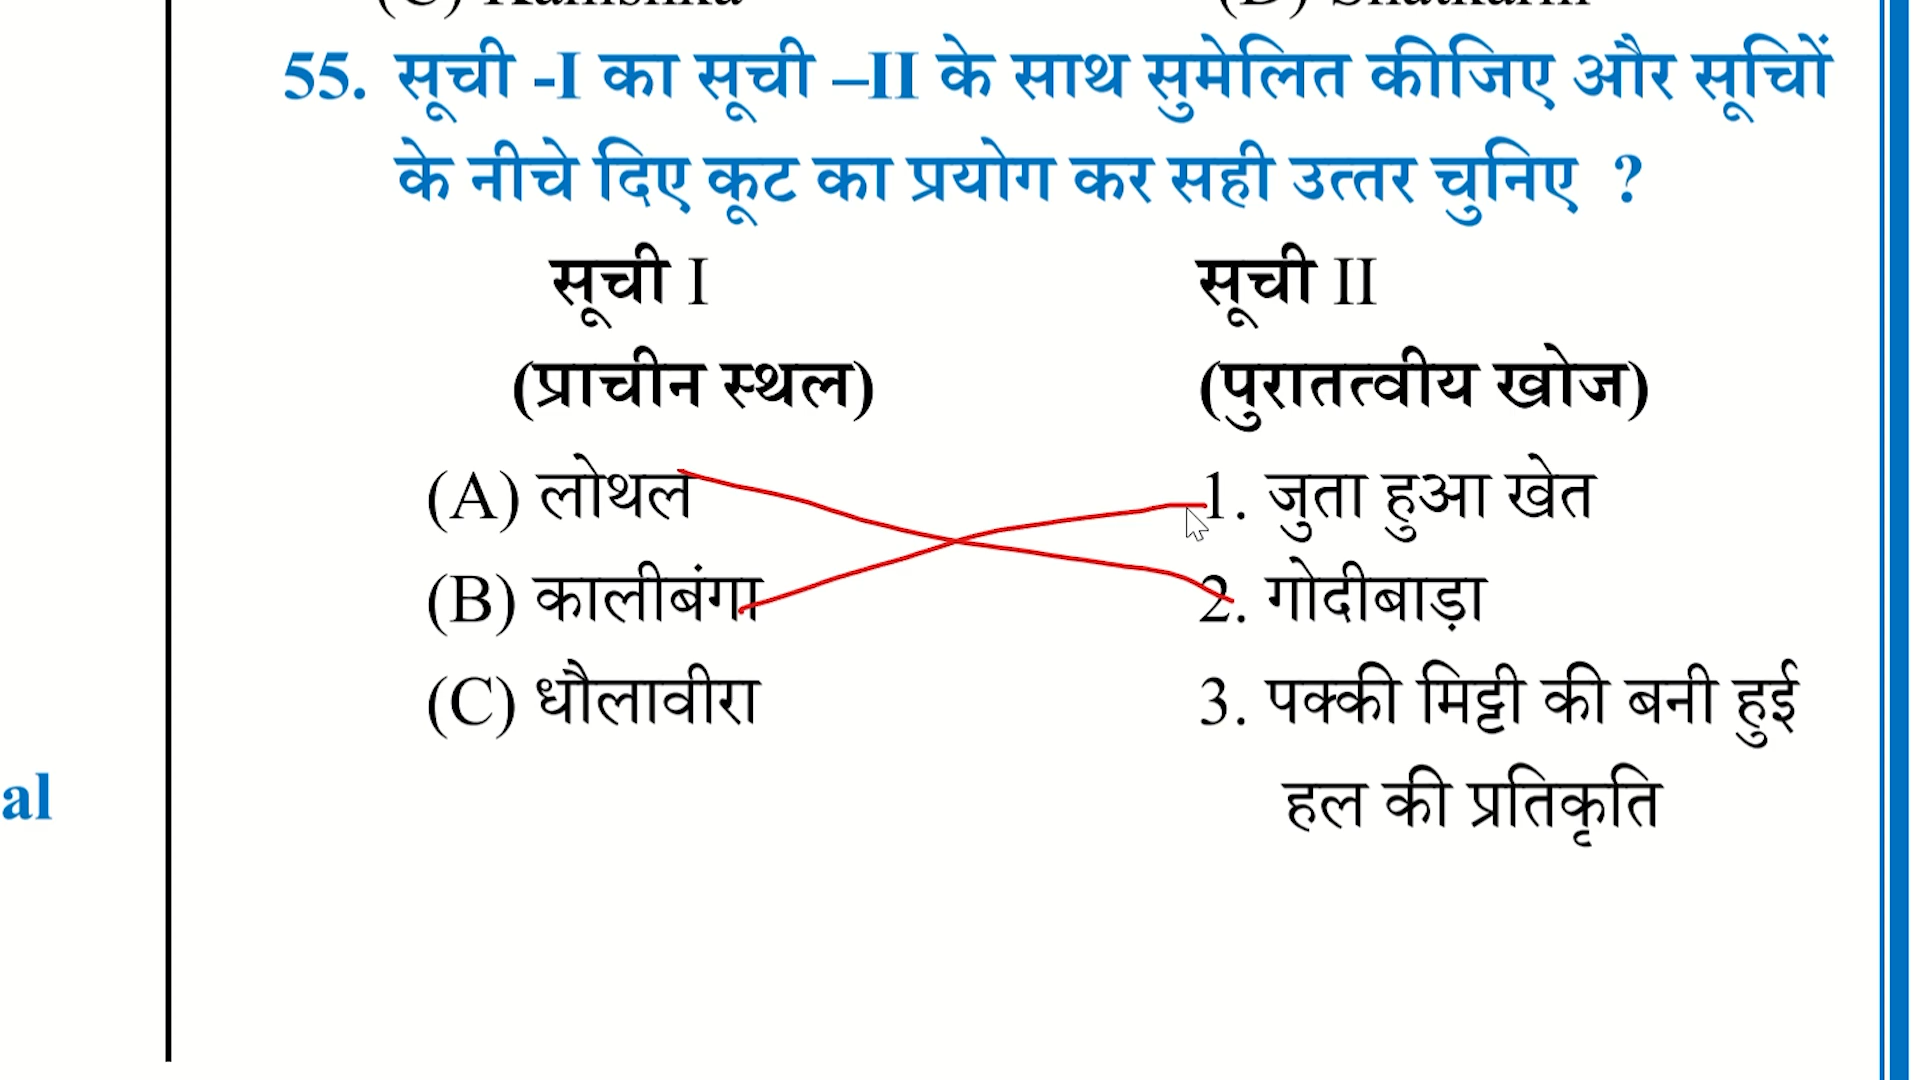 55. सूची -I का सूची –II के साथ सुमेलित कीजिए और सूचिों
के नीचे दिए कूट का प्रयोग कर सही उत्तर चुनिए ?
सूची I सूची II
(प्राचीन स्थल) (पुरातत्वीय खोज)
(A) लोथल 1. जुता हुआ खेत
(B) कालीबंगा 2. गोदीबाड़ा
(C) धौलावीरा 3. पक्की मिट्टी की बनी हुई
al हल की प्रतिकृति